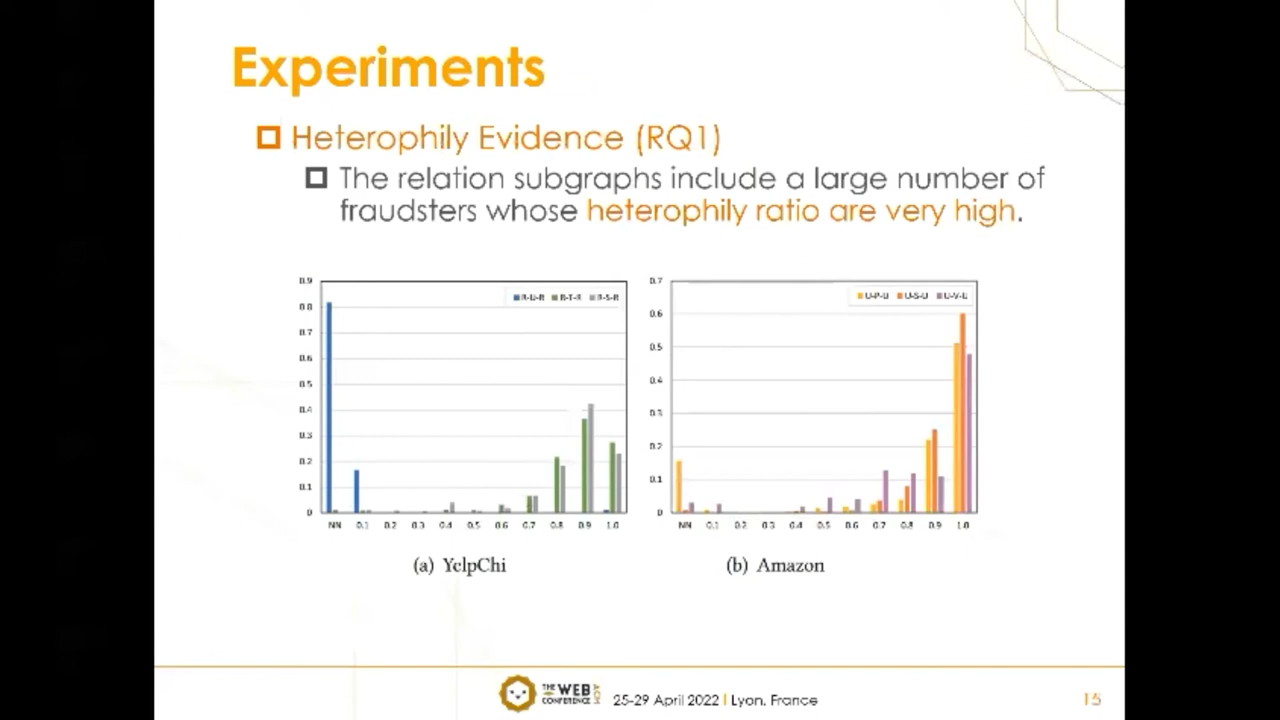 Experiments
Heterophily Evidence (RQ1)
The relation subgraphs include a large number of
fraudsters whose heterophily ratio are very high.
0.9
0.8
0.7
0.6
0.5
0.4
0.3
0.2
0.1
0
R-U-R R-T-R R-S-R
NN 0.1 0.2 0.3 0.4 0.5 0.6 0.7 0.8 0.9 1.0
(a) YelpChi
0.7
0.6
0.5
0.4
0.3
0.2
0.1
0
U-P-U U-S-U U-V-U
NN 0.1 0.2 0.3 0.4 0.5 0.6 0.7 0.8 0.9 1.0
(b) Amazon
THE WEB CONFERENCE ACM
25-29 April 2022 | Lyon, France
15